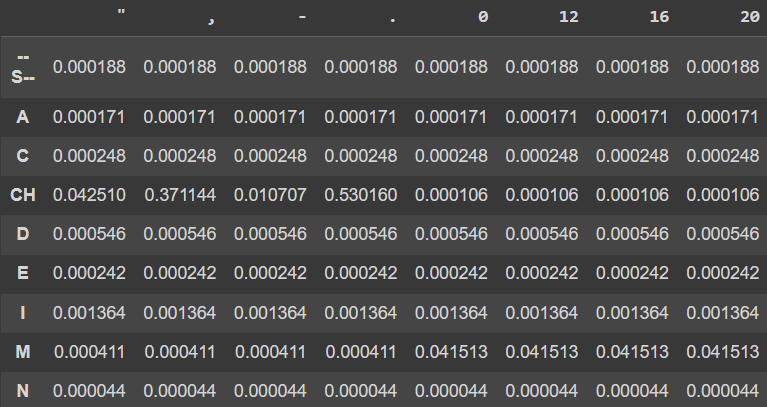 " , - . 0 12 16 20
--S-- 0.000188 0.000188 0.000188 0.000188 0.000188 0.000188 0.000188 0.000188
A 0.000171 0.000171 0.000171 0.000171 0.000171 0.000171 0.000171 0.000171
C 0.000248 0.000248 0.000248 0.000248 0.000248 0.000248 0.000248 0.000248
CH 0.042510 0.371144 0.010707 0.530160 0.000106 0.000106 0.000106 0.000106
D 0.000546 0.000546 0.000546 0.000546 0.000546 0.000546 0.000546 0.000546
E 0.000242 0.000242 0.000242 0.000242 0.000242 0.000242 0.000242 0.000242
I 0.001364 0.001364 0.001364 0.001364 0.001364 0.001364 0.001364 0.001364
M 0.000411 0.000411 0.000411 0.000411 0.041513 0.041513 0.041513 0.041513
N 0.000044 0.000044 0.000044 0.000044 0.000044 0.000044 0.000044 0.000044